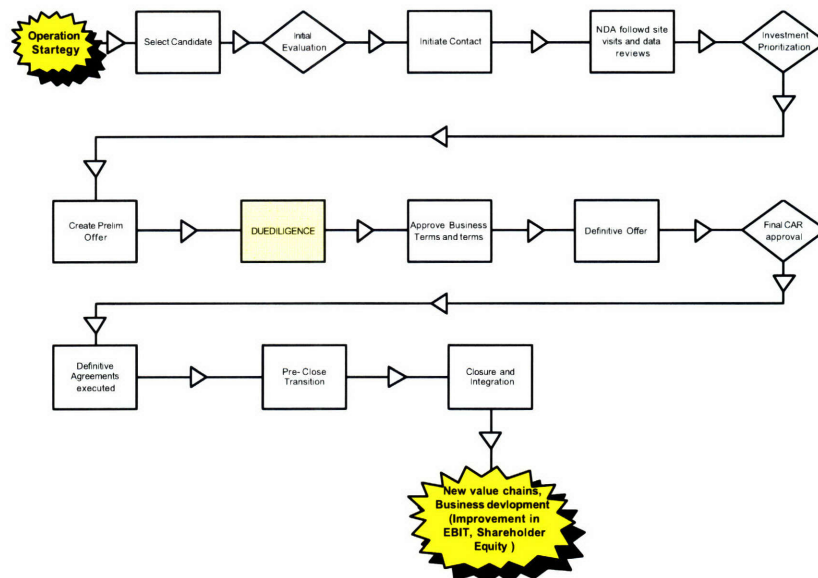 Operation
Startegy
Select Candidate
Initial
Evaluation
Initiate Contact
NDA followd site
visits and data
reviews
Investment
Prioritization
Create Prelim
Offer
DUEDILIGENCE
Approve Business
Terms and terms
Definitive Offer
Final CAR
approval
Definitive
Agreements
executed
Pre- Close
Transition
Closure and
Integration
New value chains,
Business devlopment
(Improvement in
EBIT, Shareholder
Equity )